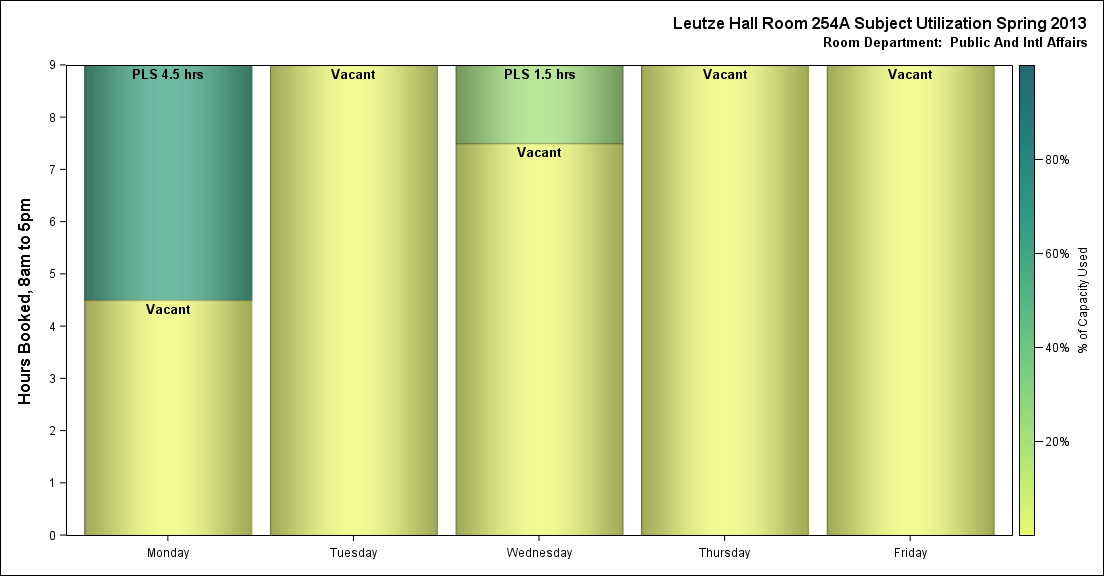 Leutze Hall Room 254A Subject Utilization Spring 2013
Room Department:  Public And Intl Affairs
Hours Booked, 8am to 5pm
9
8
7
6
5
4
3
2
1
0
PLS 4.5 hrs
Vacant
Vacant
PLS 1.5 hrs
Vacant
Vacant
Vacant
Monday
Tuesday
Wednesday
Thursday
Friday
80%
60%
40%
20%
% of Capacity Used